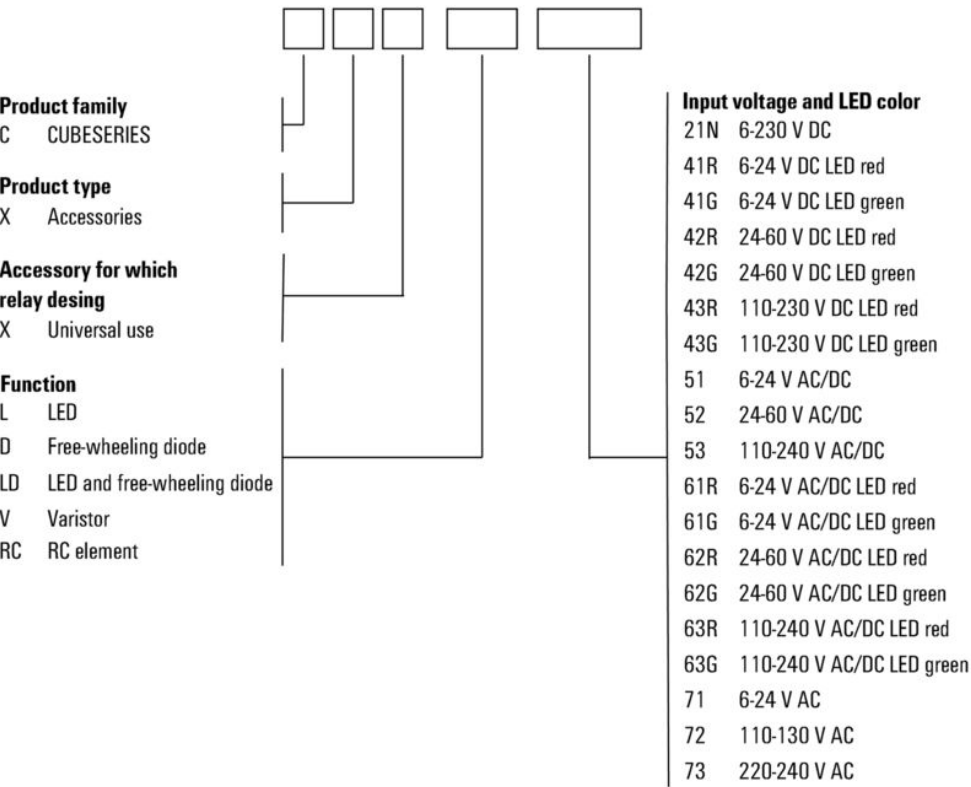 Product family
C CUBESERIES
Product type
X Accessories
Accessory for which
relay desing
X Universal use
Function
L LED
D Free-wheeling diode
LD LED and free-wheeling diode
V Varistor
RC RC element
Input voltage and LED color
21N 6-230 V DC
41R 6-24 V DC LED red
41G 6-24 V DC LED green
42R 24-60 V DC LED red
42G 24-60 V DC LED green
43R 110-230 V DC LED red
43G 110-230 V DC LED green
51 6-24 V AC/DC
52 24-60 V AC/DC
53 110-240 V AC/DC
61R 6-24 V AC/DC LED red
61G 6-24 V AC/DC LED green
62R 24-60 V AC/DC LED red
62G 24-60 V AC/DC LED green
63R 110-240 V AC/DC LED red
63G 110-240 V AC/DC LED green
71 6-24 V AC
72 110-130 V AC
73 220-240 V AC